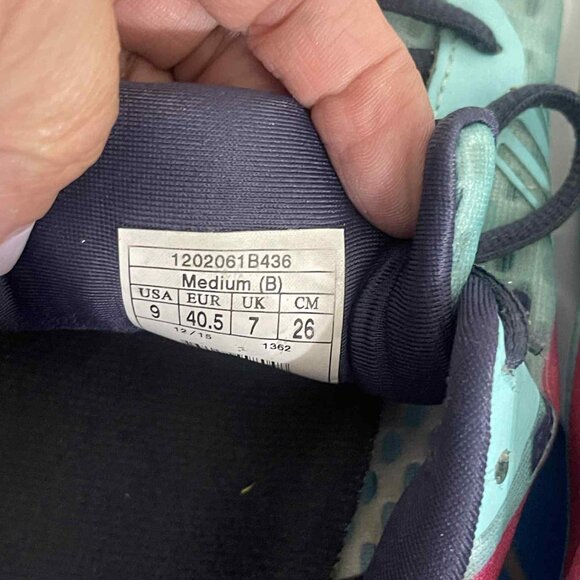 1202061B436
Medium (B)
USA EUR UK CM
9 40.5 7 26
12/15 1362